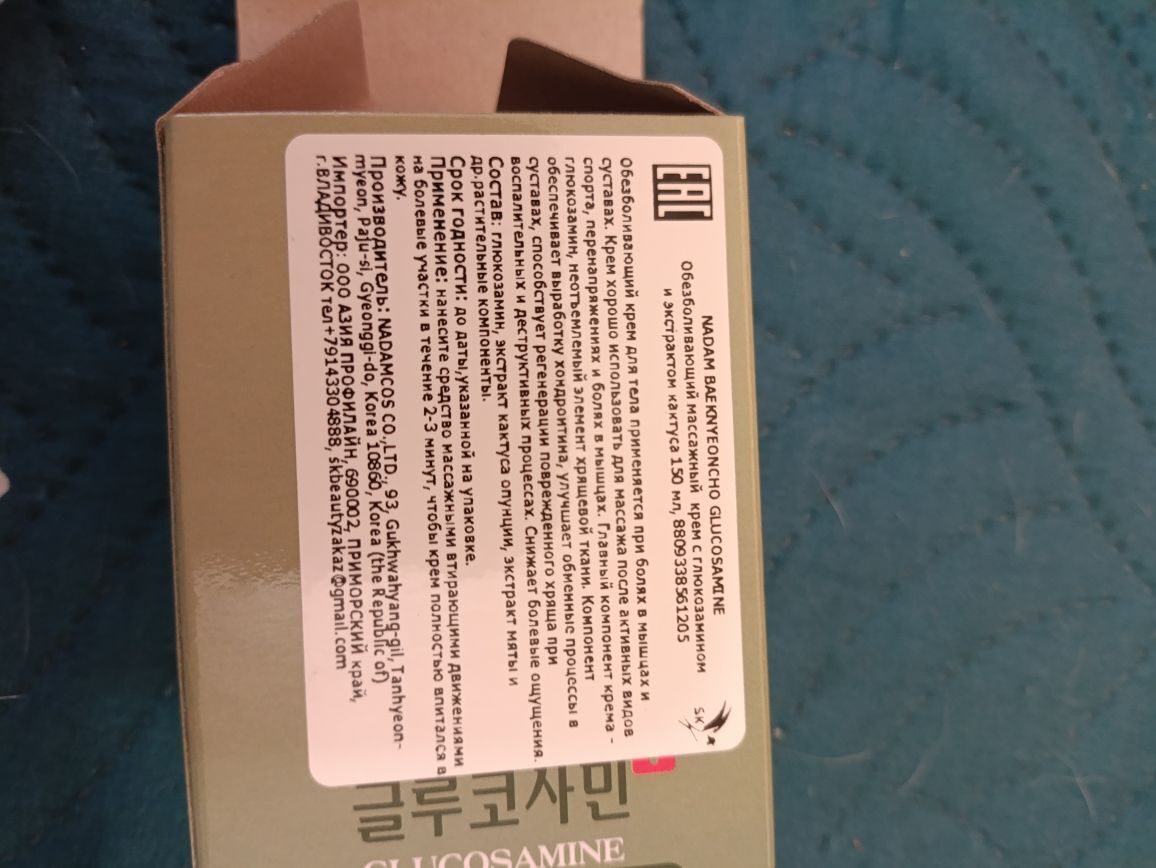 EAC
NADAM BAEKNYEONCHO GLUCOSAMINE
Обезболивающий массажный крем с глюкозамином
и экстрактом кактуса 150 мл, 8809338561205
SK
Обезболивающий крем для тела применяется при болях в мышцах и
суставах. Крем хорошо использовать для массажа после активных видов
спорта, перенапряжениях и болях в мышцах. Главный компонент крема -
глюкозамин, неотъемлемый элемент хрящевой ткани. Компонент
обеспечивает выработку хондроитина, улучшает обменные процессы в
суставах, способствует регенерации поврежденного хряща при
воспалительных и деструктивных процессах. Снижает болевые ощущения.
Состав: глюкозамин, экстракт кактуса опунции, экстракт мяты и
др.растительные компоненты.
Срок годности: до даты,указанной на упаковке.
Применение: нанесите средство массажными втирающими движениями
на болевые участки в течение 2-3 минут, чтобы крем полностью впитался в
кожу.
Производитель: NADAMCOS CO.,LTD., 93, Gukhwahyang-gil, Tanhyeon-
myeon, Paju-si, Gyeonggi-do, Korea 10860, Korea (the Republic of)
Импортер: ООО АЗИЯ ПРОФИЛАЙН, 690002, ПРИМОРСКИЙ край,
г.ВЛАДИВОСТОК тел+79143304888, skbeautyzakaz@gmail.com
글루코사민
GLUCOSAMINE